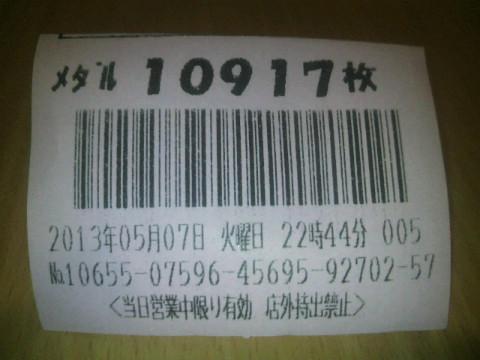 メダル 10917枚
2013年05月07日 火曜日 22時44分 005
№10655-07596-45695-92702-57
<当日営業中限り有効 店外持出禁止>